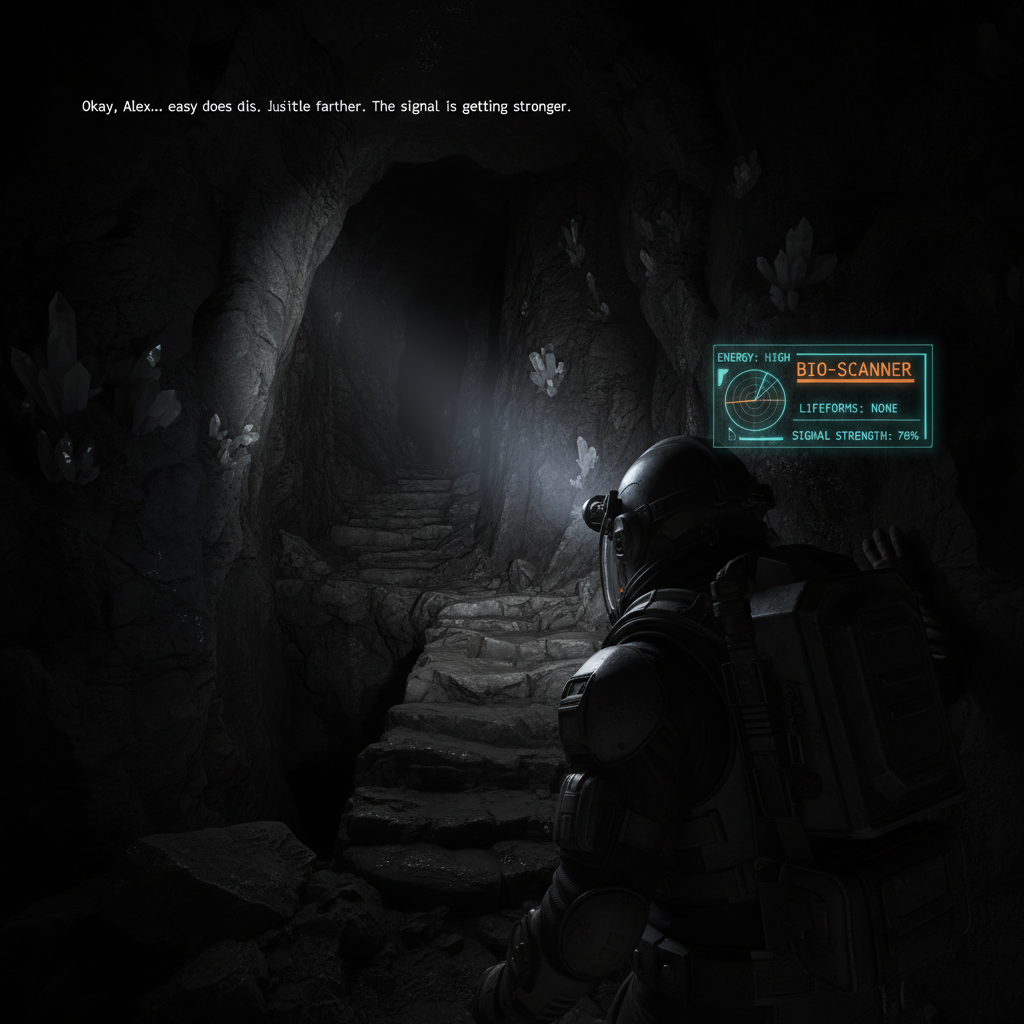 Okay, Alex... easy does dis. Jusitle farther. The signal is getting stronger.
ENERGY: HIGH
BIO-SCANNER
LIFEFORMS: NONE
SIGNAL STRENGTH: 70%